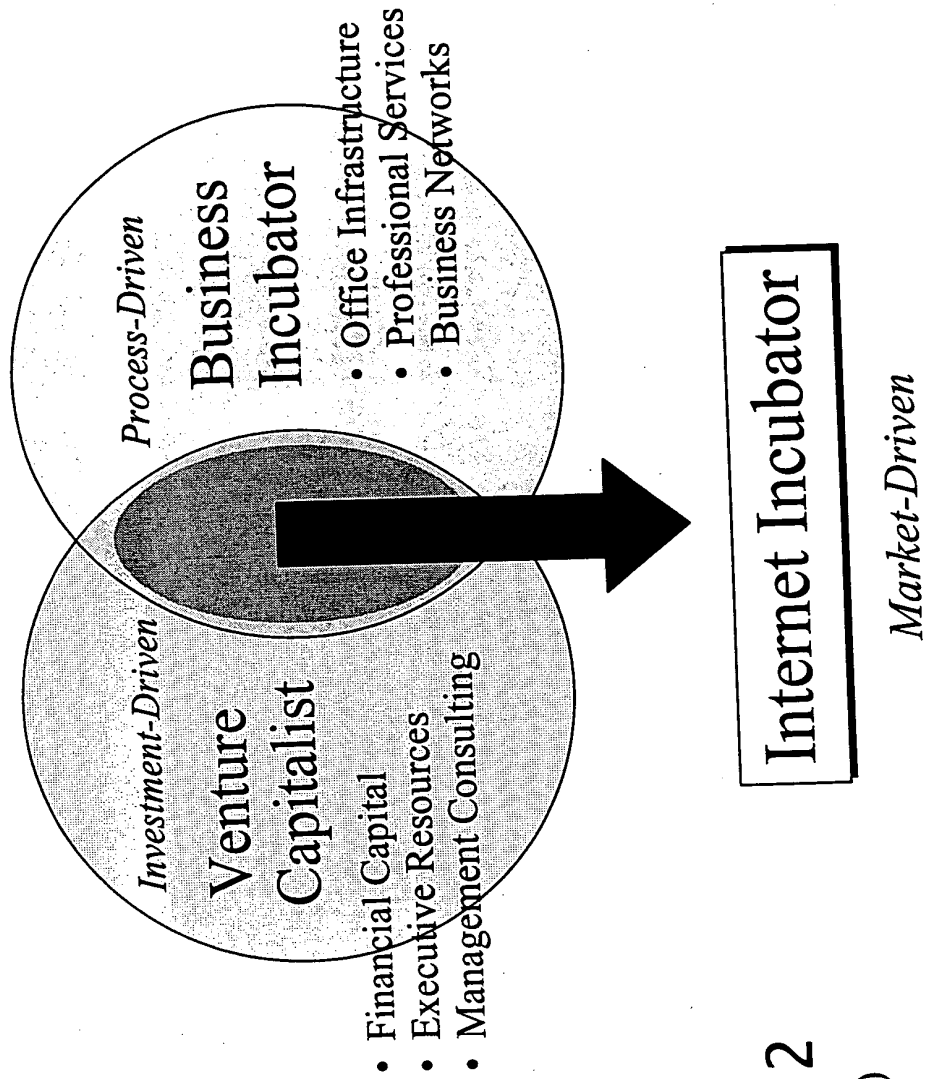 Investment-Driven
Venture
Capitalist
• Financial Capital
• Executive Resources
• Management Consulting
Process-Driven
Business
Incubator
• Office Infrastructure
• Professional Services
• Business Networks
Internet Incubator
Market-Driven
2